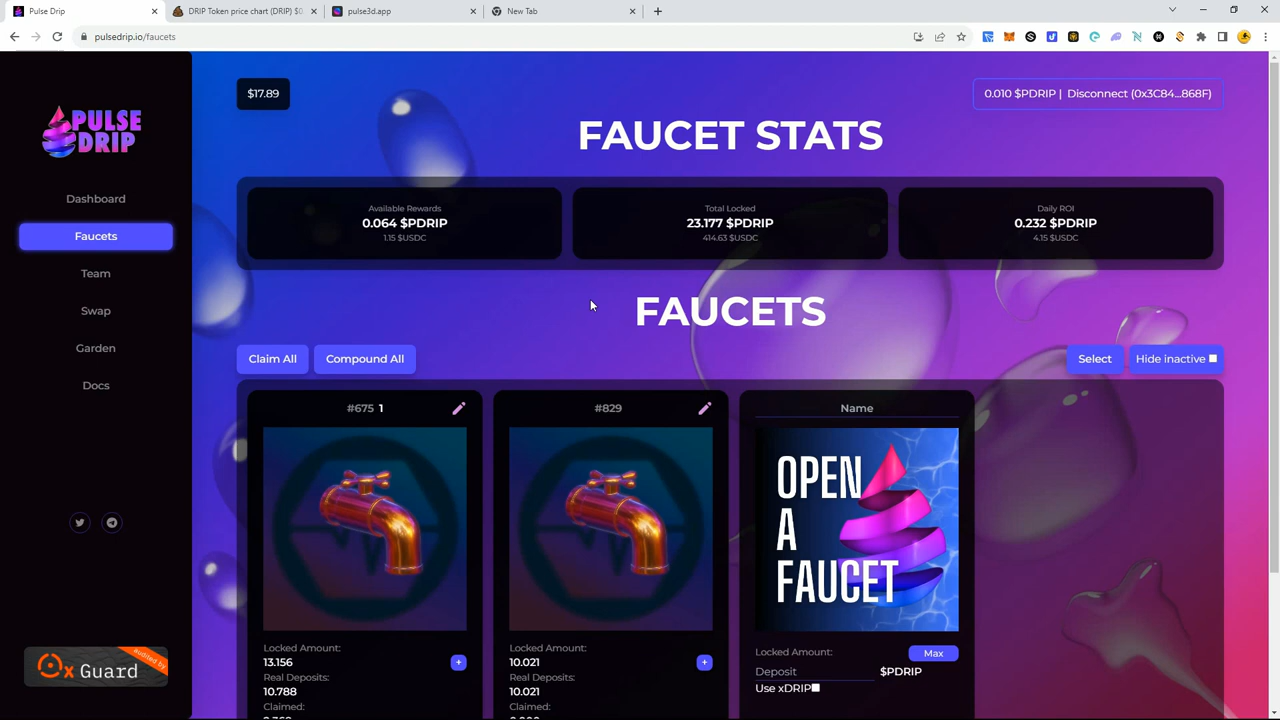 Pulse Drip
DRIP Token price chart (DRIP) $0.
pulse3d.app
New Tab
pulsedrip.io/faucets
PULSE
DRIP
$17.89
0.010 $PDRIP | Disconnect (0x3C84...868F)
FAUCET STATS
Dashboard
Faucets
Team
Swap
Garden
Docs
Available Rewards
0.064 $PDRIP
1.15 $USDC
Total Locked
23.177 $PDRIP
414.63 $USDC
Daily ROI
0.232 $PDRIP
4.15 $USDC
FAUCETS
Claim All
Compound All
Select
Hide inactive
#675 1
#829
Name
OPEN
A
FAUCET
Locked Amount:
13.156
Real Deposits:
10.788
Claimed:
Locked Amount:
10.021
Real Deposits:
10.021
Claimed:
Locked Amount:
Max
Deposit
$PDRIP
Use xDRIP
0x Guard
audited by